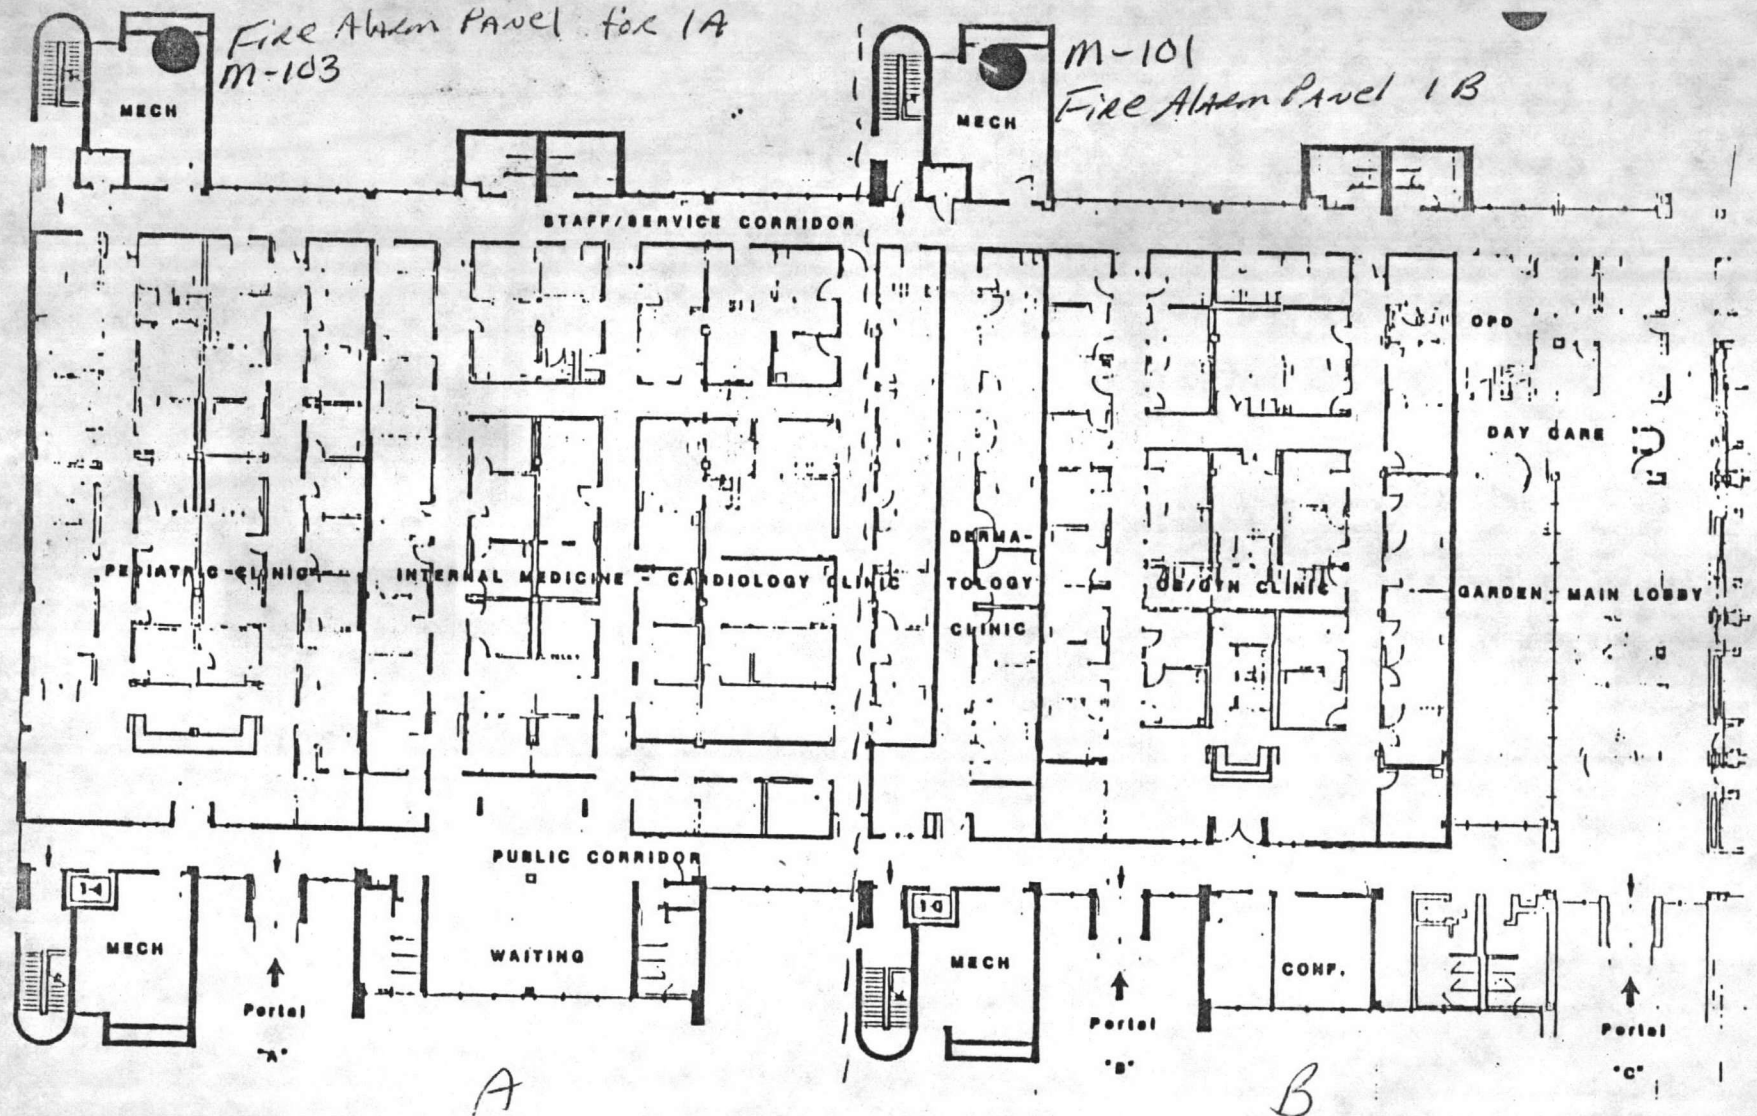 Fire Alarm Panel for 1A
M-103
MECH
M-101
Fire Alarm Panel 1B
MECH
STAFF/SERVICE CORRIDOR
OPD
DAY CARE
PEDIATRIC CLINIC
INTERNAL MEDICINE - CARDIOLOGY CLINIC
DERMA-
TOLOGY
CLINIC
OB/GYN CLINIC
GARDEN - MAIN LOBBY
PUBLIC CORRIDOR
MECH
Portal
"A"
WAITING
MECH
Portal
"B"
CONF.
Portal
"C"
A
B